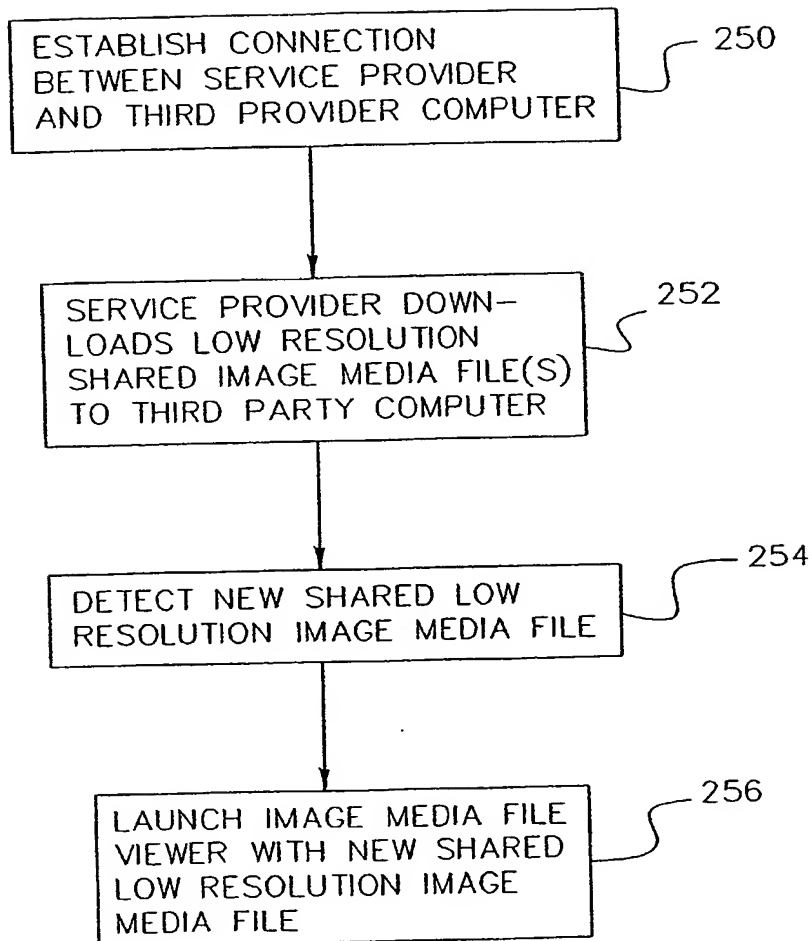 ESTABLISH CONNECTION
BETWEEN SERVICE PROVIDER
AND THIRD PROVIDER COMPUTER
250
SERVICE PROVIDER DOWN-
LOADS LOW RESOLUTION
SHARED IMAGE MEDIA FILE(S)
TO THIRD PARTY COMPUTER
252
DETECT NEW SHARED LOW
RESOLUTION IMAGE MEDIA FILE
254
LAUNCH IMAGE MEDIA FILE
VIEWER WITH NEW SHARED
LOW RESOLUTION IMAGE
MEDIA FILE
256